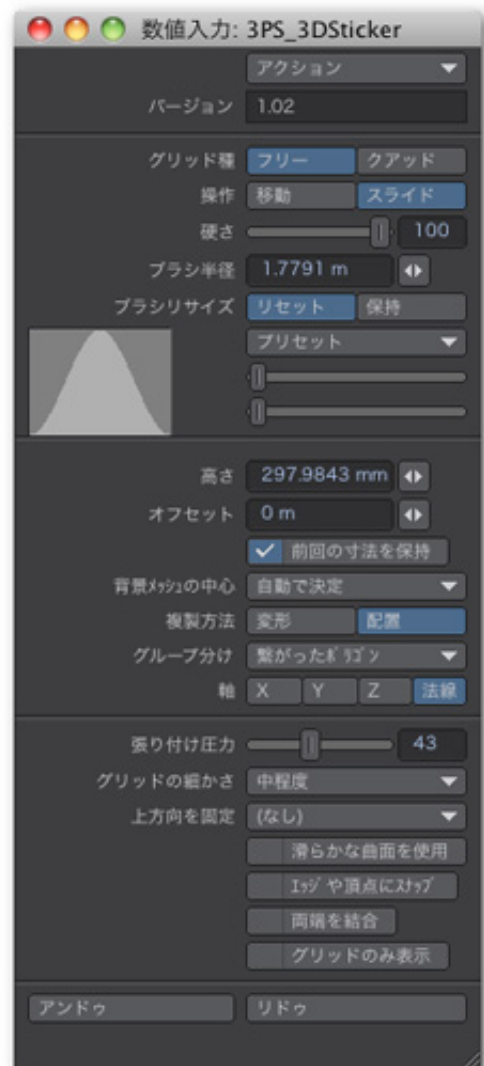 数値入力: 3PS_3DSticker
アクション
バージョン 1.02
グリッド種 フリー クアッド
操作 移動 スライド
硬さ 100
ブラシ半径 1.7791 m
ブラシリサイズ リセット 保持
プリセット
高さ 297.9843 mm
オフセット 0 m
前回の寸法を保持
背景ﾒｯｼｭの中心 自動で決定
複製方法 変形 配置
グループ分け 繋がったﾎﾟﾘｺﾞﾝ
軸 X Y Z 法線
張り付け圧力 43
グリッドの細かさ 中程度
上方向を固定 (なし)
滑らかな曲面を使用
ｴｯｼﾞや頂点にｽﾅｯﾌﾟ
両端を結合
グリッドのみ表示
アンドゥ リドゥ